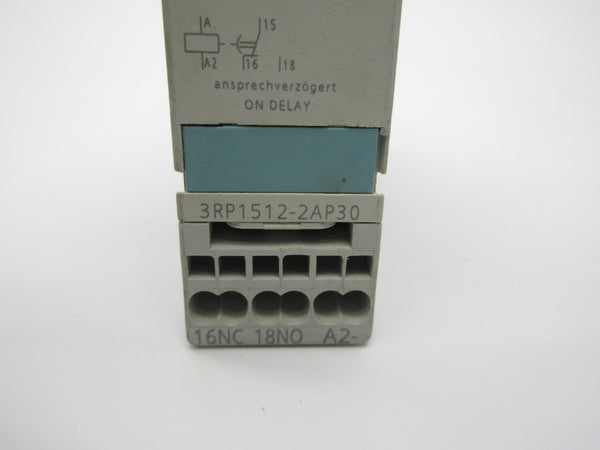 A 15
A2 16 18
ansprechverzögert
ON DELAY
3RP1512-2AP30
16NC 18NO A2-